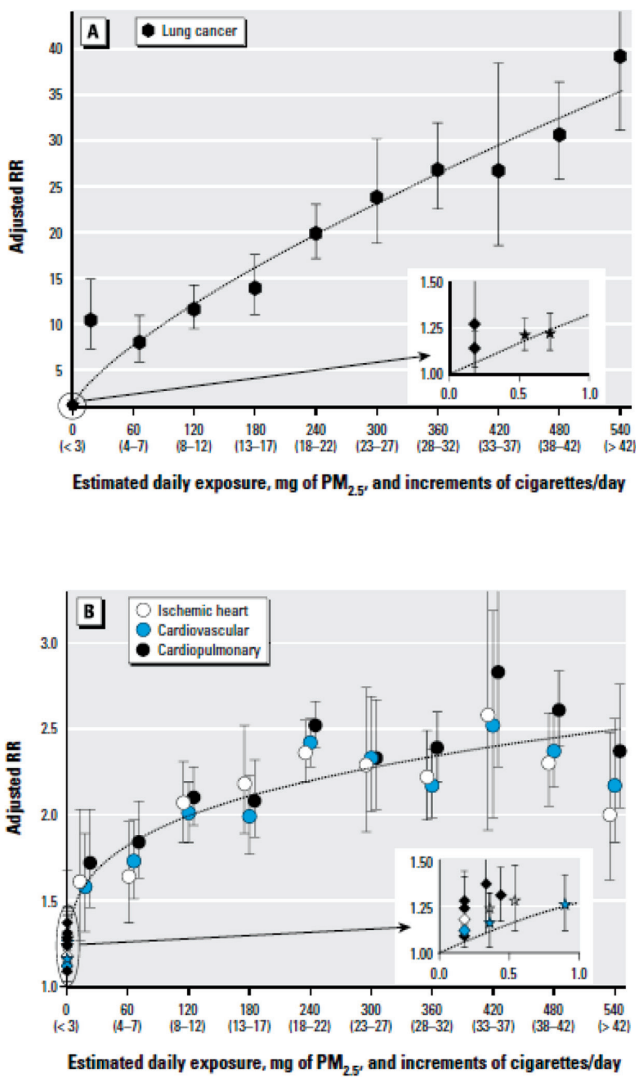 A
Lung cancer
40
35
30
25
20
15
10
5
Adjusted RR
1.50
1.25
1.00
0.0 0.5 1.0
0 60 120 180 240 300 360 420 480 540
(< 3) (4–7) (8–12) (13–17) (18–22) (23–27) (28–32) (33–37) (38–42) (> 42)
Estimated daily exposure, mg of PM2.5, and increments of cigarettes/day
B
Ischemic heart
Cardiovascular
Cardiopulmonary
3.0
2.5
2.0
1.5
1.0
Adjusted RR
1.50
1.25
1.00
0.0 0.5 1.0
0 60 120 180 240 300 360 420 480 540
(< 3) (4–7) (8–12) (13–17) (18–22) (23–27) (28–32) (33–37) (38–42) (> 42)
Estimated daily exposure, mg of PM2.5, and increments of cigarettes/day